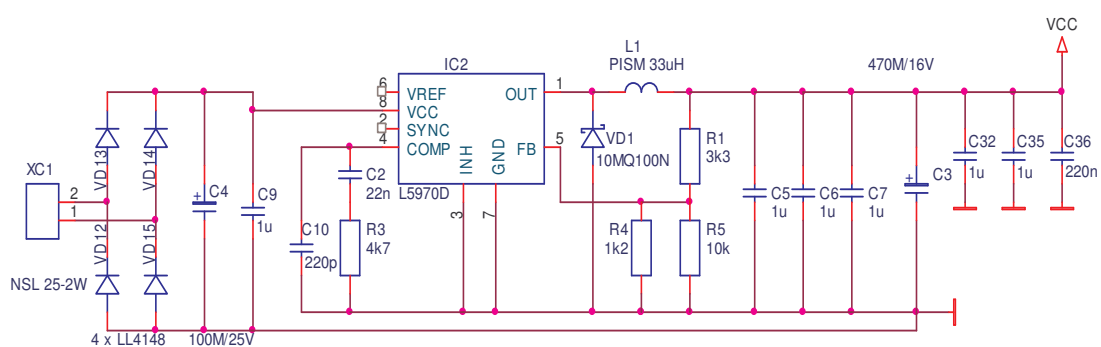 VCC
L1
PISM 33uH
470M/16V
IC2
6 VREF
8 VCC
2 SYNC
4 COMP
OUT 1
FB 5
INH 3
GND 7
L5970D
XC1
2
1
VD13
VD14
VD12
VD15
NSL 25-2W
4 x LL4148
C4
100M/25V
C9
1u
C10
220p
C2
22n
R3
4k7
VD1
10MQ100N
R1
3k3
R4
1k2
R5
10k
C5
1u
C6
1u
C7
1u
C3
C32
1u
C35
1u
C36
220n
+
+